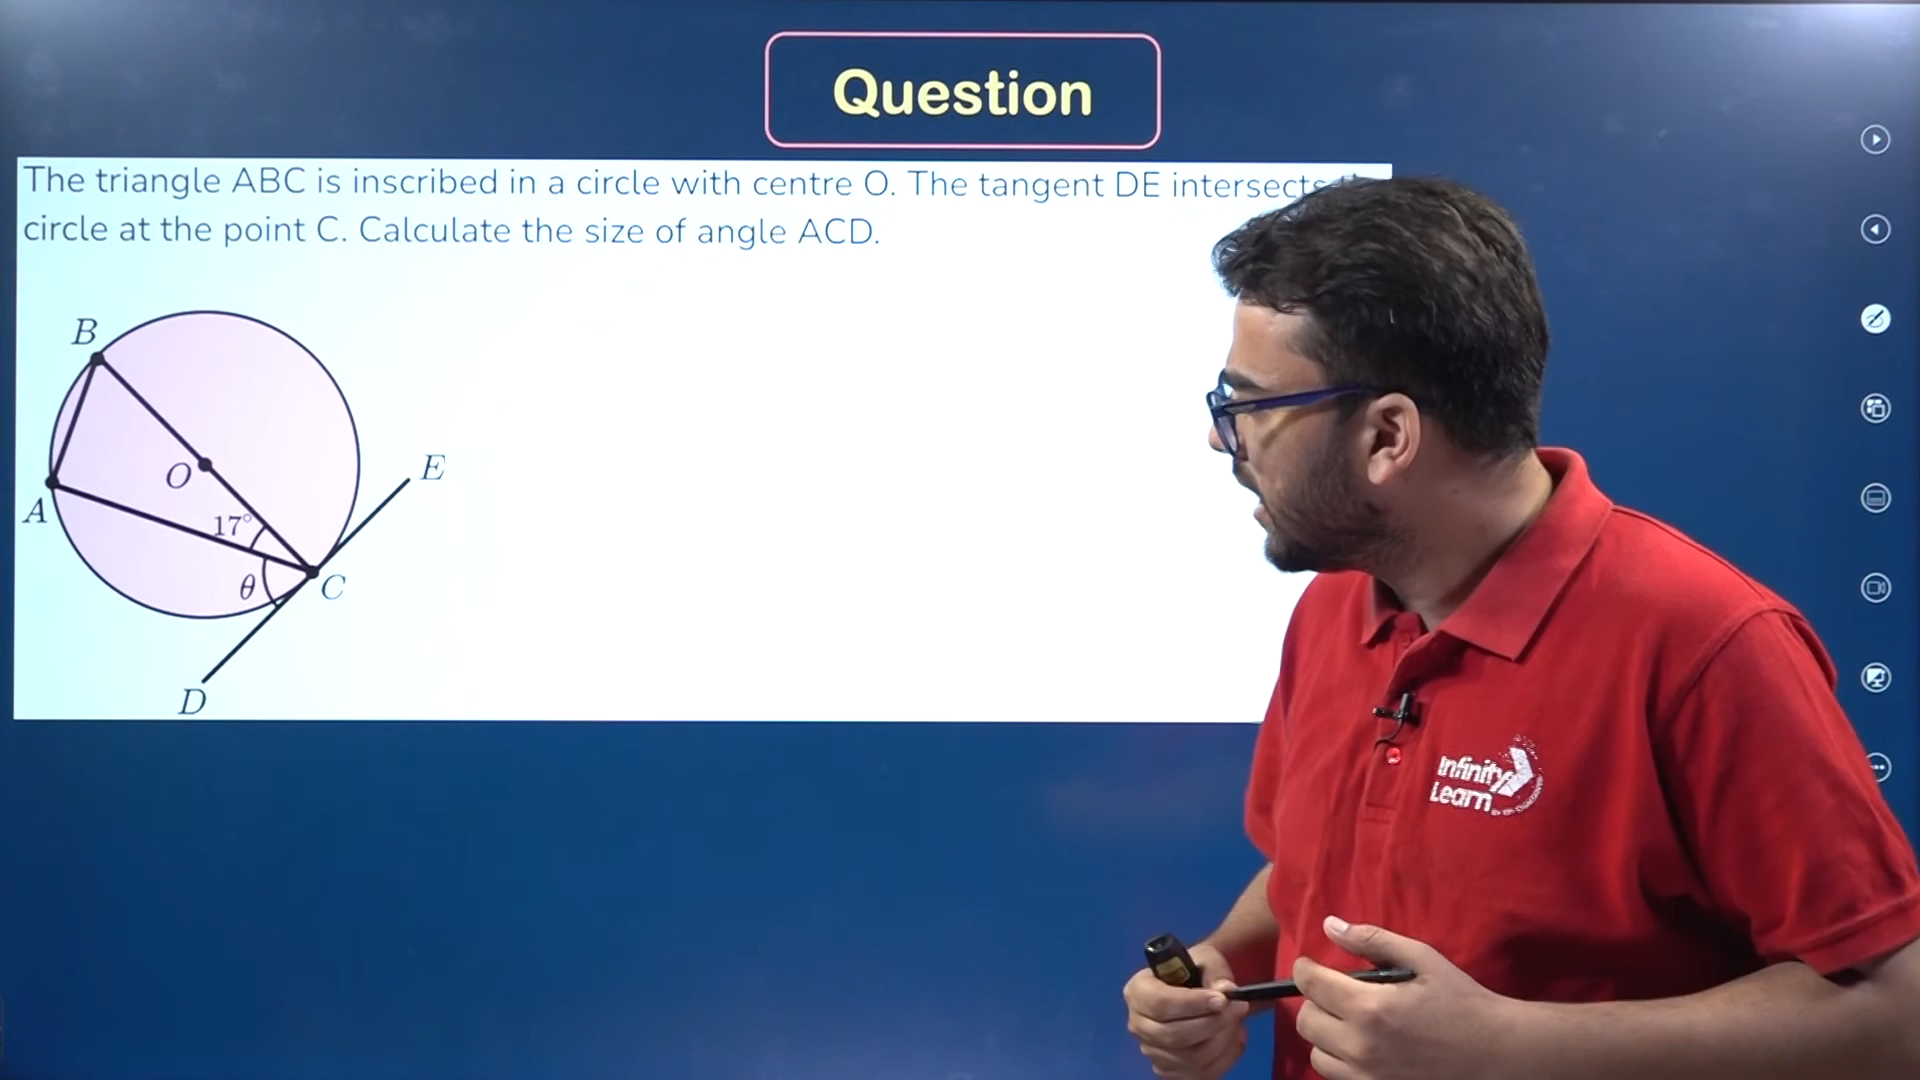 Question
The triangle ABC is inscribed in a circle with centre O. The tangent DE intersects
circle at the point C. Calculate the size of angle ACD.
B
O
E
A
17°
θ
C
D
Infinity
Learn